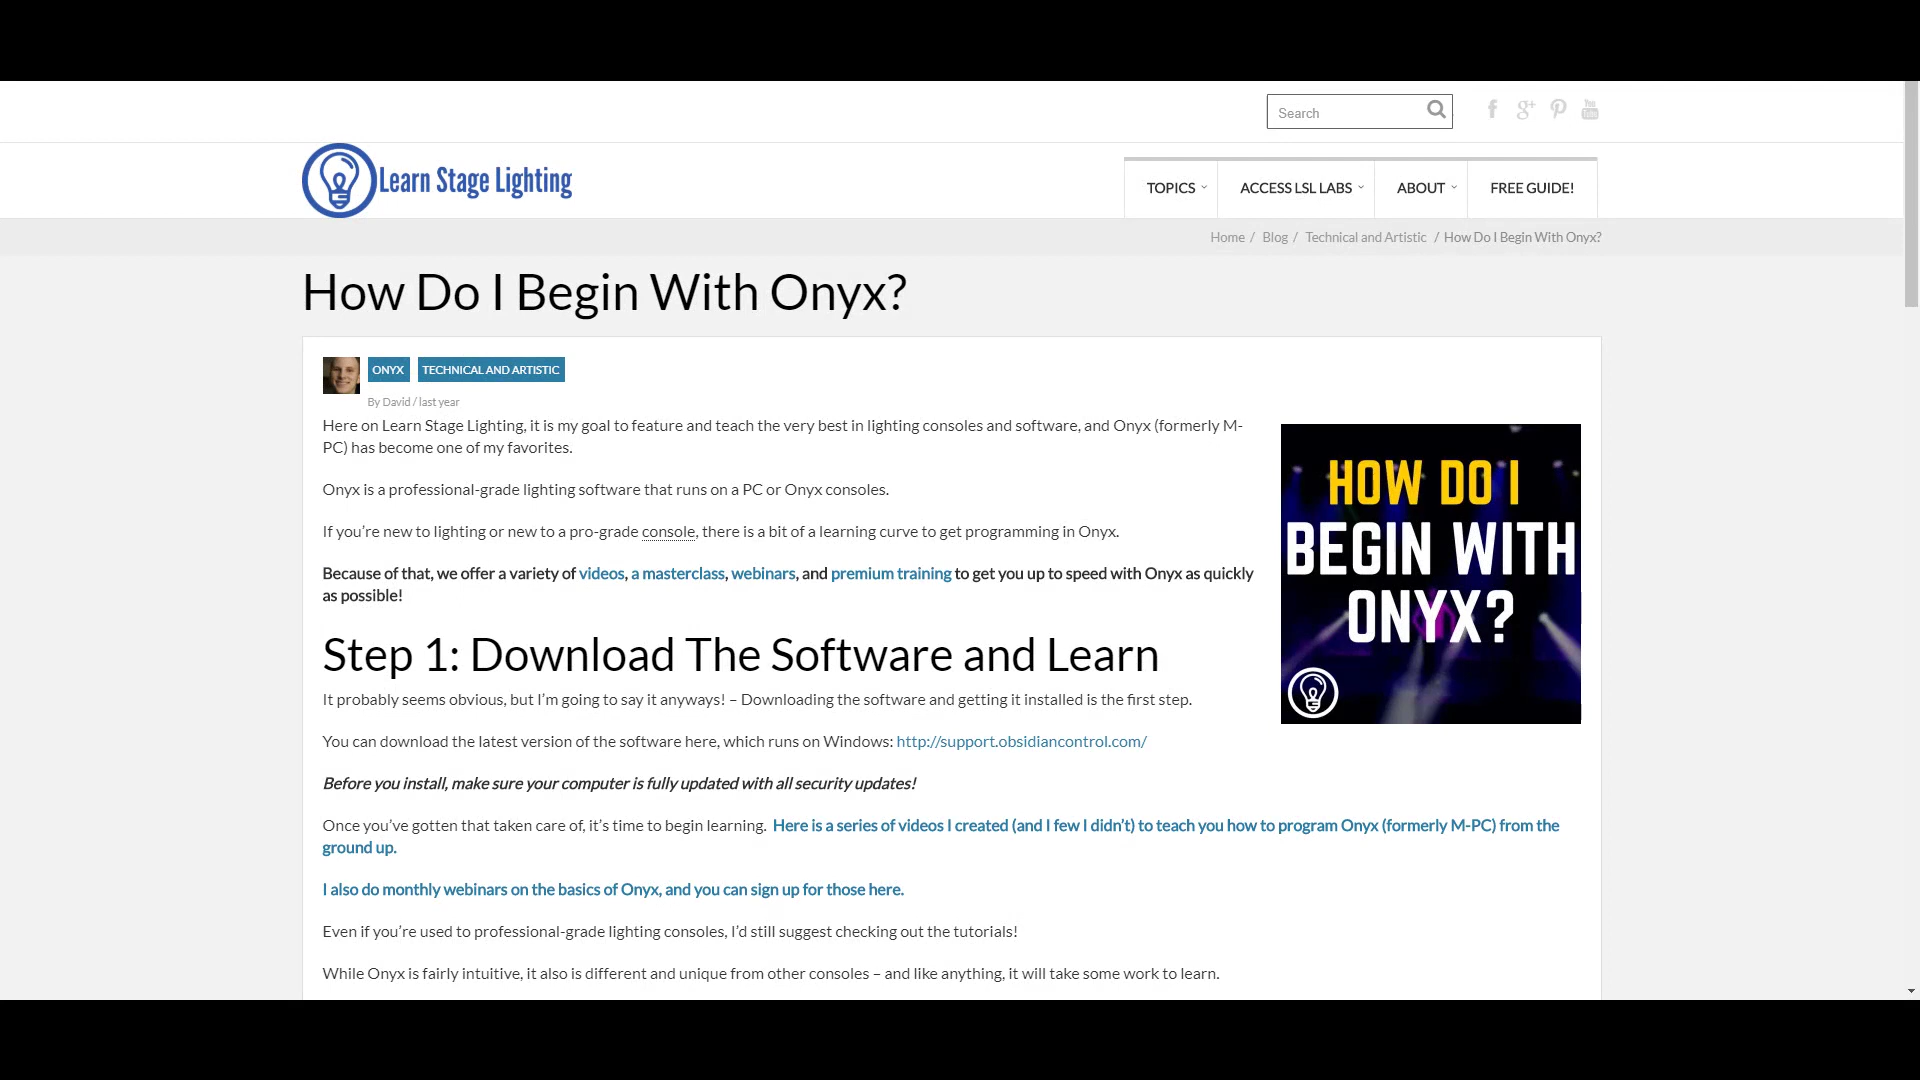 Search
Learn Stage Lighting
TOPICS ACCESS LSL LABS ABOUT FREE GUIDE!
Home / Blog / Technical and Artistic / How Do I Begin With Onyx?
How Do I Begin With Onyx?
ONYX TECHNICAL AND ARTISTIC
By David / last year
Here on Learn Stage Lighting, it is my goal to feature and teach the very best in lighting consoles and software, and Onyx (formerly M-
PC) has become one of my favorites.
Onyx is a professional-grade lighting software that runs on a PC or Onyx consoles.
If you’re new to lighting or new to a pro-grade console, there is a bit of a learning curve to get programming in Onyx.
Because of that, we offer a variety of videos, a masterclass, webinars, and premium training to get you up to speed with Onyx as quickly
as possible!
HOW DO I
BEGIN WITH
ONYX?
Step 1: Download The Software and Learn
It probably seems obvious, but I’m going to say it anyways! – Downloading the software and getting it installed is the first step.
You can download the latest version of the software here, which runs on Windows: http://support.obsidiancontrol.com/
Before you install, make sure your computer is fully updated with all security updates!
Once you’ve gotten that taken care of, it’s time to begin learning. Here is a series of videos I created (and I few I didn’t) to teach you how to program Onyx (formerly M-PC) from the
ground up.
I also do monthly webinars on the basics of Onyx, and you can sign up for those here.
Even if you’re used to professional-grade lighting consoles, I’d still suggest checking out the tutorials!
While Onyx is fairly intuitive, it also is different and unique from other consoles – and like anything, it will take some work to learn.